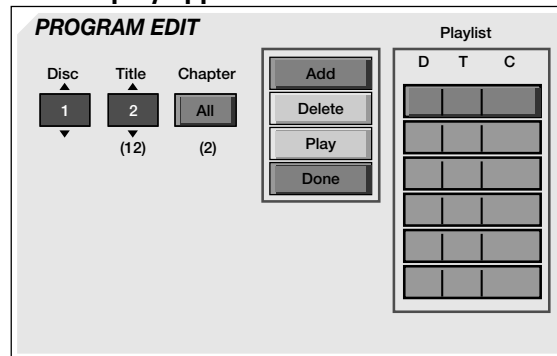 PROGRAM EDIT
Playlist
Disc Title Chapter
D T C
1 2 All
(12) (2)
Add
Delete
Play
Done